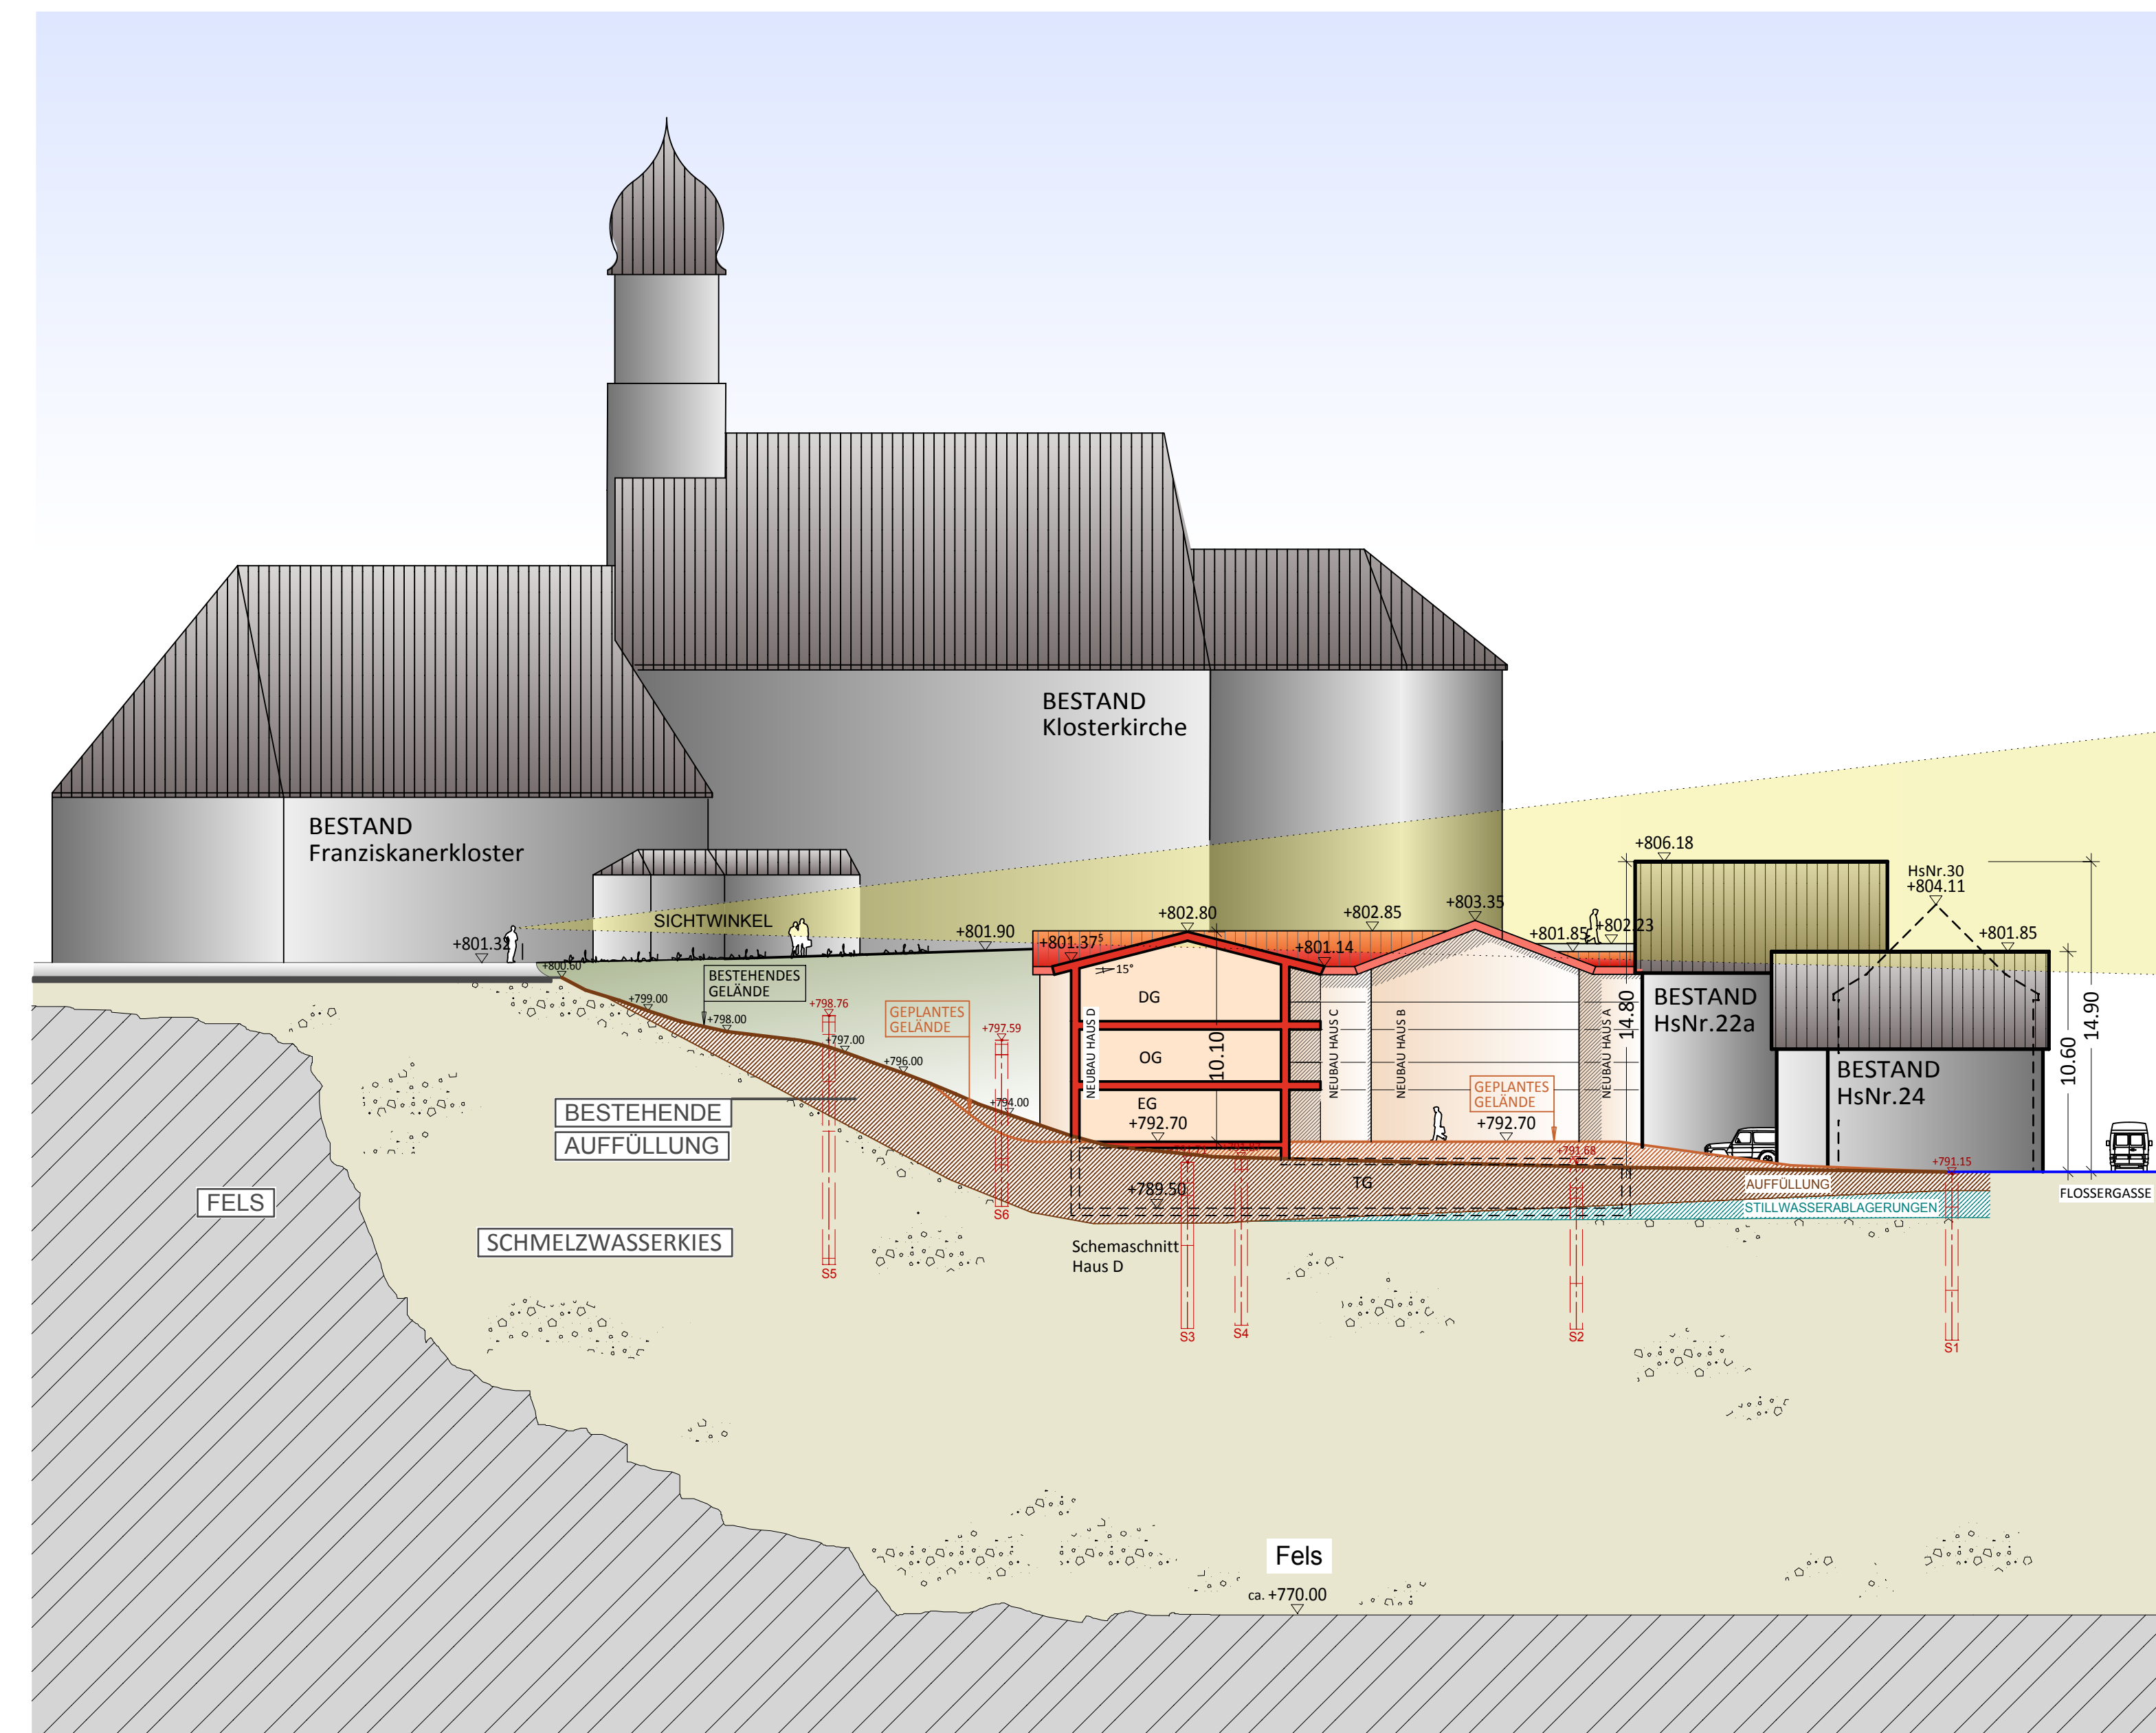 BESTAND
Klosterkirche
BESTAND
Franziskanerkloster
SICHTWINKEL
+801.32
+801.90
+800.60
+799.00
+798.00
+797.00
+796.00
+794.00
BESTEHENDES
GELÄNDE
+798.76
GEPLANTES
GELÄNDE
+797.59
+802.80
+801.37⁵
15°
+801.14
+802.85
+803.35
+801.85
+802.23
+806.18
HsNr.30
+804.11
+801.85
DG
OG
EG
+792.70
10.10
NEUBAU HAUS D
NEUBAU HAUS C
NEUBAU HAUS B
NEUBAU HAUS A
GEPLANTES
GELÄNDE
+792.70
14.80
BESTAND
HsNr.22a
BESTAND
HsNr.24
10.60
14.90
+791.68
+791.15
FLOSSERGASSE
+789.50
TG
AUFFÜLLUNG
STILLWASSERABLAGERUNGEN
BESTEHENDE
AUFFÜLLUNG
FELS
SCHMELZWASSERKIES
Schemaschnitt
Haus D
S5
S6
S3
S4
S2
S1
Fels
ca. +770.00